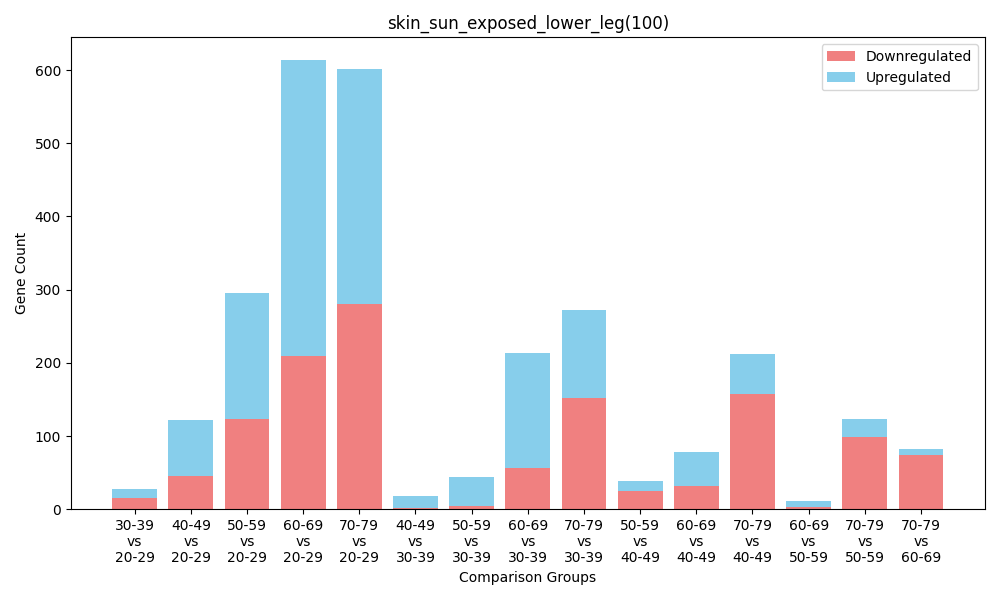 skin_sun_exposed_lower_leg(100)
Downregulated
Upregulated
Gene Count
600
500
400
300
200
100
0
30-39
vs
20-29
40-49
vs
20-29
50-59
vs
20-29
60-69
vs
20-29
70-79
vs
20-29
40-49
vs
30-39
50-59
vs
30-39
60-69
vs
30-39
70-79
vs
30-39
50-59
vs
40-49
60-69
vs
40-49
70-79
vs
40-49
60-69
vs
50-59
70-79
vs
50-59
70-79
vs
60-69
Comparison Groups